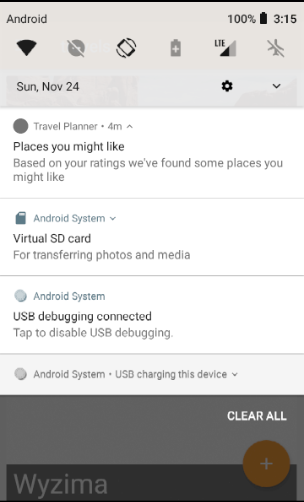 Android 100% 3:15
LTE
Sun, Nov 24
Travel Planner • 4m
Places you might like
Based on your ratings we've found some places you
might like
Android System
Virtual SD card
For transferring photos and media
Android System
USB debugging connected
Tap to disable USB debugging.
Android System • USB charging this device
CLEAR ALL
Wyzima